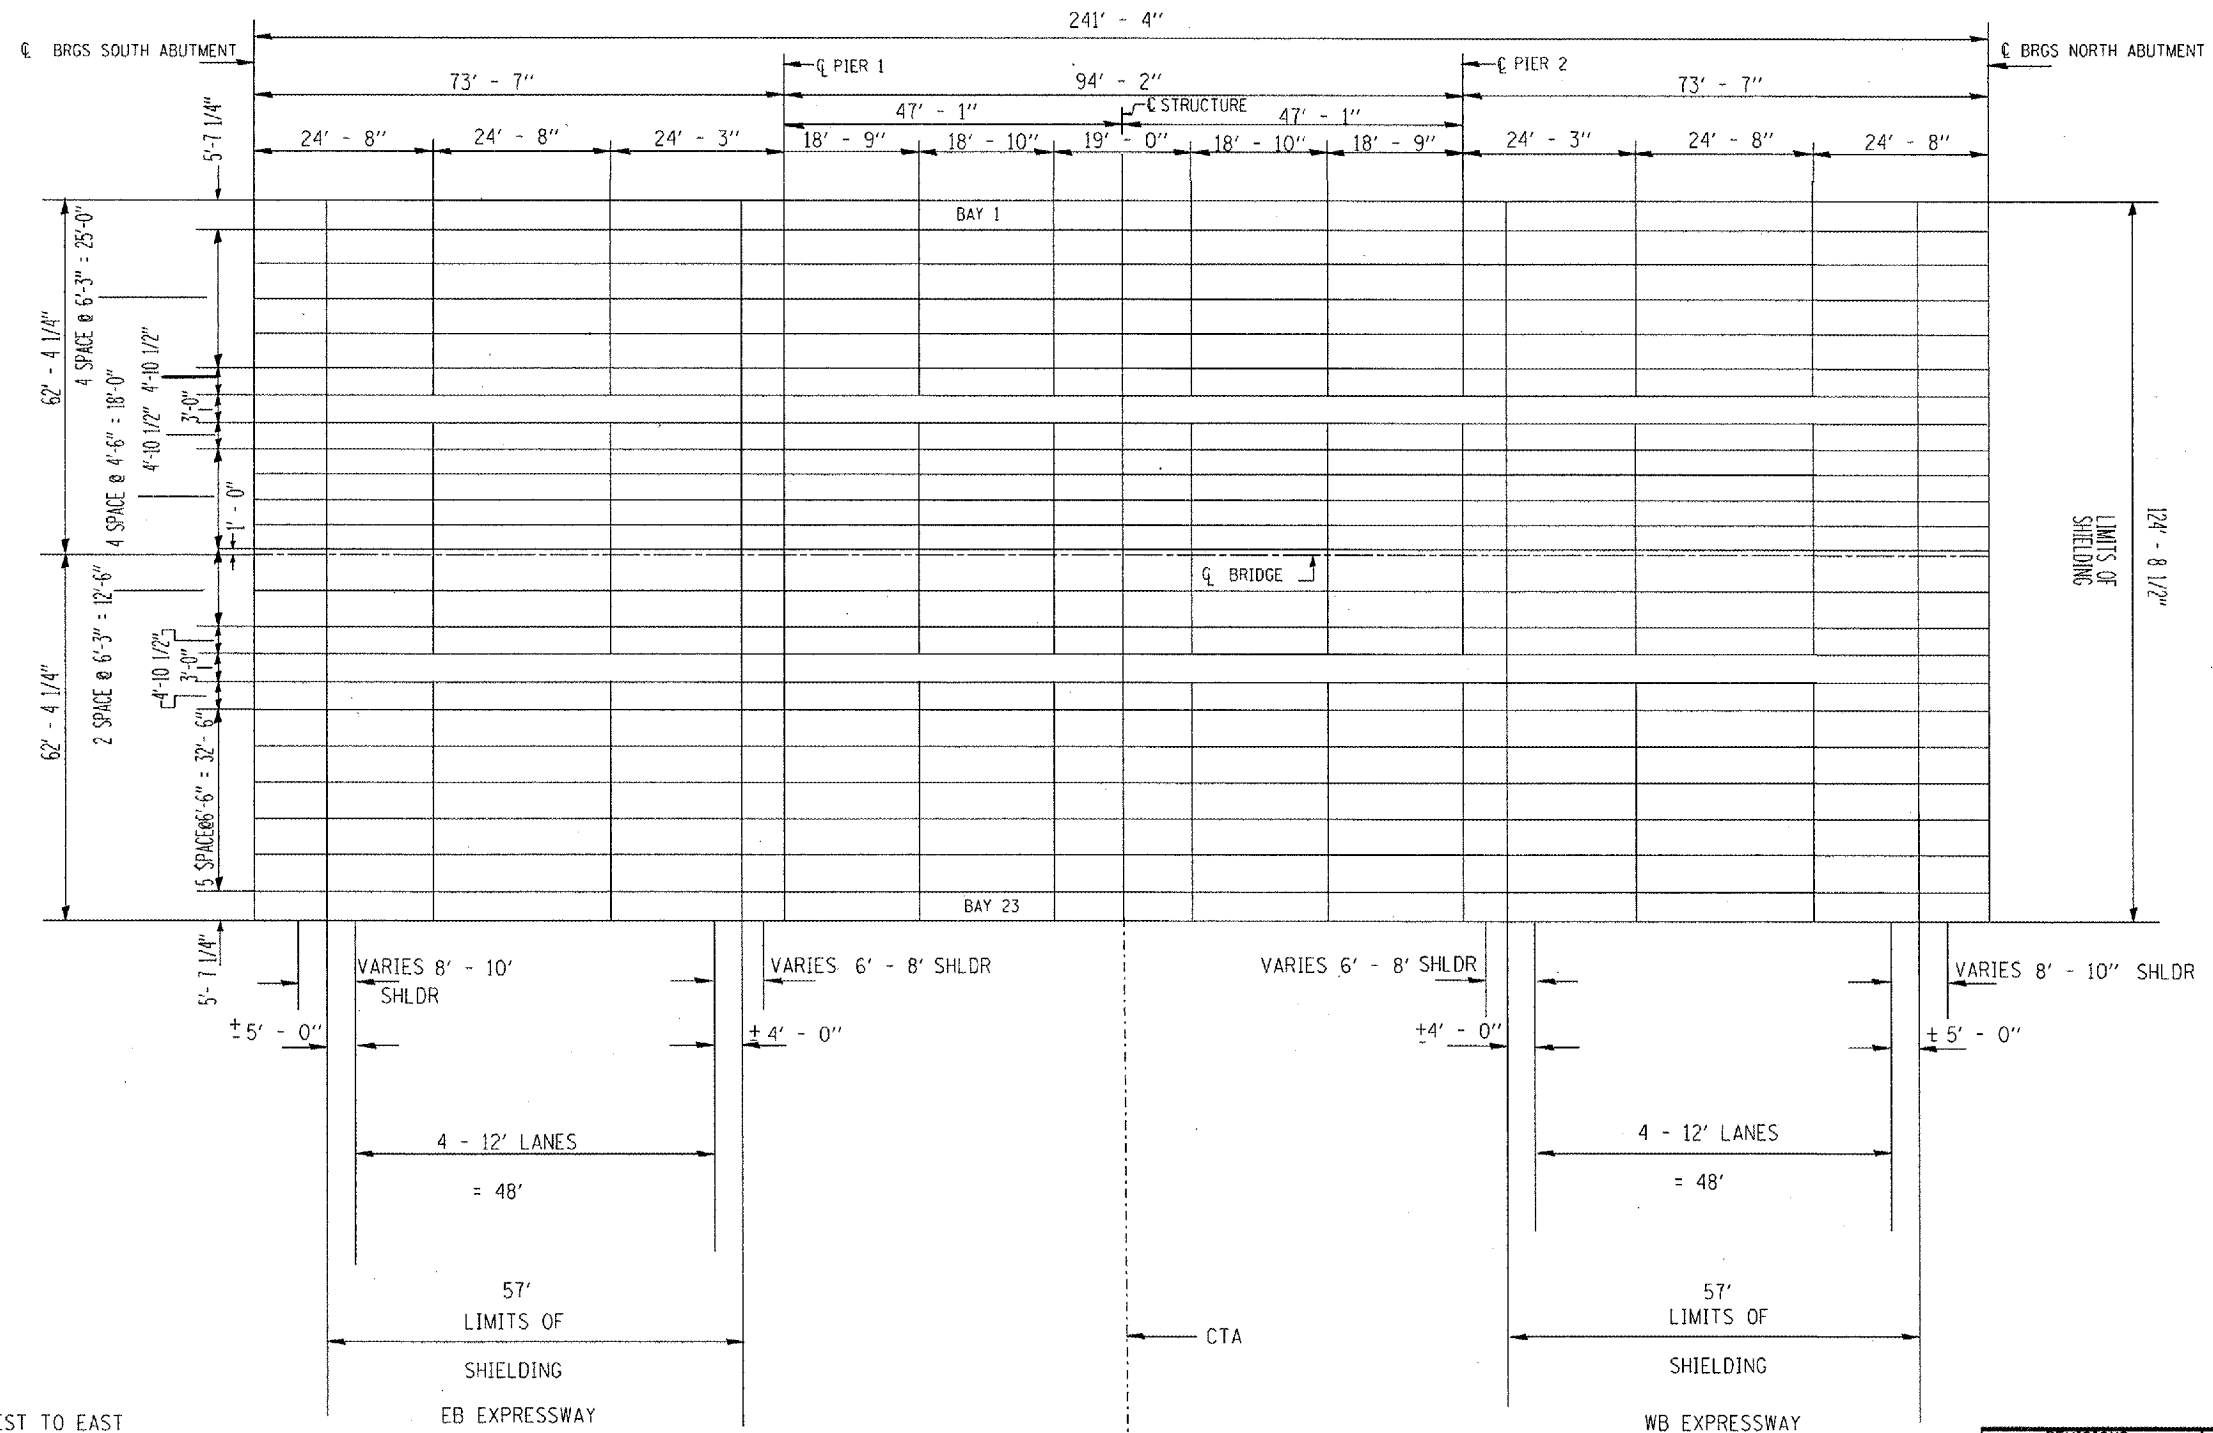 241' - 4"
℄ BRGS SOUTH ABUTMENT
℄ PIER 1
℄ PIER 2
℄ BRGS NORTH ABUTMENT
73' - 7"
94' - 2"
73' - 7"
℄ STRUCTURE
47' - 1"
47' - 1"
24' - 8"
24' - 8"
24' - 3"
18' - 9"
18' - 10"
19' - 0"
18' - 10"
18' - 9"
24' - 3"
24' - 8"
24' - 8"
5'-7 1/4"
BAY 1
62' - 4 1/4"
4 SPACE @ 6'-3" = 25'-0"
4'-10 1/2"
3'-0"
4'-10 1/2"
4 SPACE @ 4'-6" = 18'-0"
1' - 0"
℄ BRIDGE
LIMITS OF
SHIELDING
124' - 8 1/2"
62' - 4 1/4"
2 SPACE @ 6'-3" = 12'-6"
4'-10 1/2"
3'-0"
5 SPACE@6'-6" = 32'- 6"
BAY 23
5'- 7 1/4"
VARIES 8' - 10'
SHLDR
VARIES 6' - 8' SHLDR
VARIES 6' - 8' SHLDR
VARIES 8' - 10" SHLDR
±5' - 0"
±4' - 0"
±4' - 0"
±5' - 0"
4 - 12' LANES
= 48'
4 - 12' LANES
= 48'
57'
LIMITS OF
SHIELDING
EB EXPRESSWAY
CTA
57'
LIMITS OF
SHIELDING
WB EXPRESSWAY
EST TO EAST